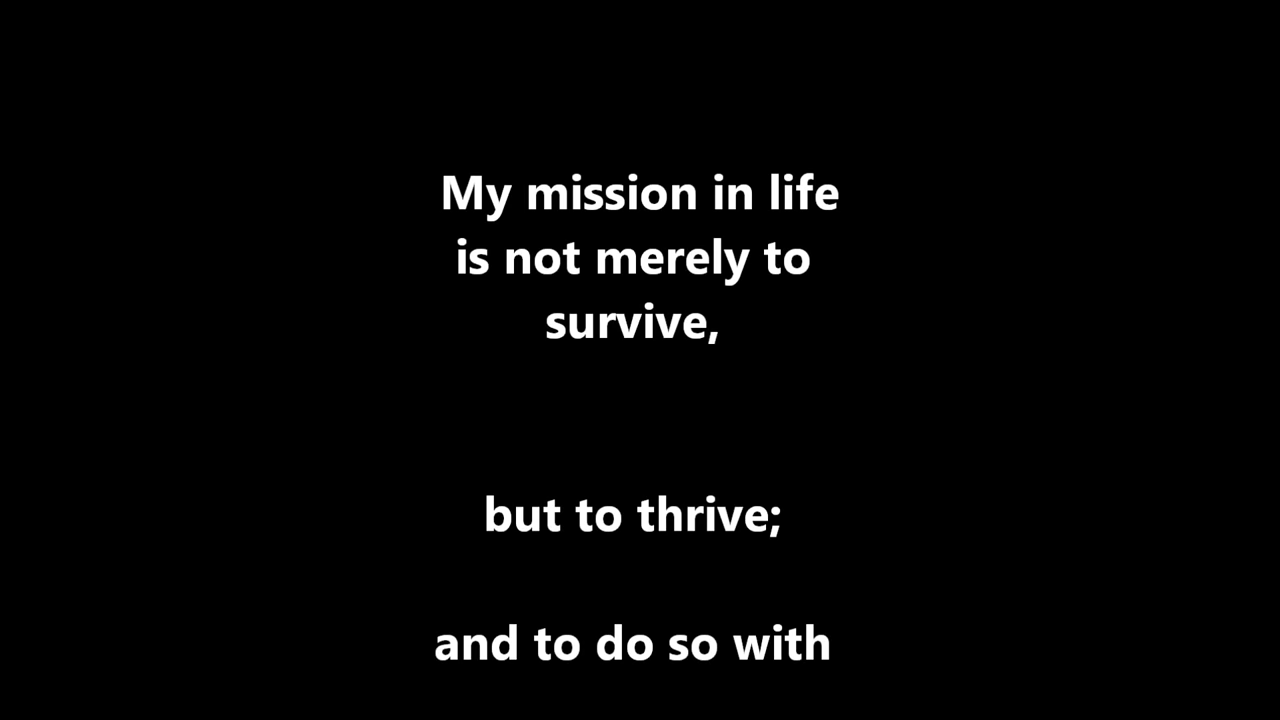 My mission in life
is not merely to
survive,
but to thrive;
and to do so with